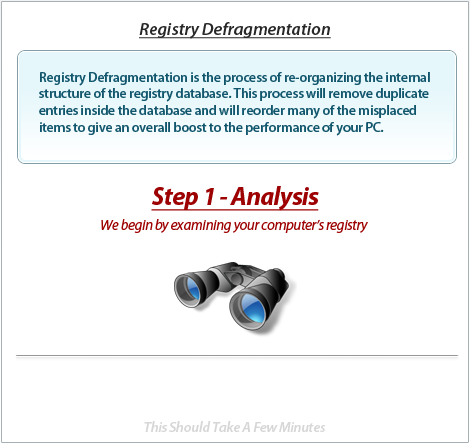 Registry Defragmentation
Registry Defragmentation is the process of re-organizing the internal
structure of the registry database. This process will remove duplicate
entries inside the database and will reorder many of the misplaced
items to give an overall boost to the performance of your PC.
Step 1 - Analysis
We begin by examining your computer's registry
This Should Take A Few Minutes